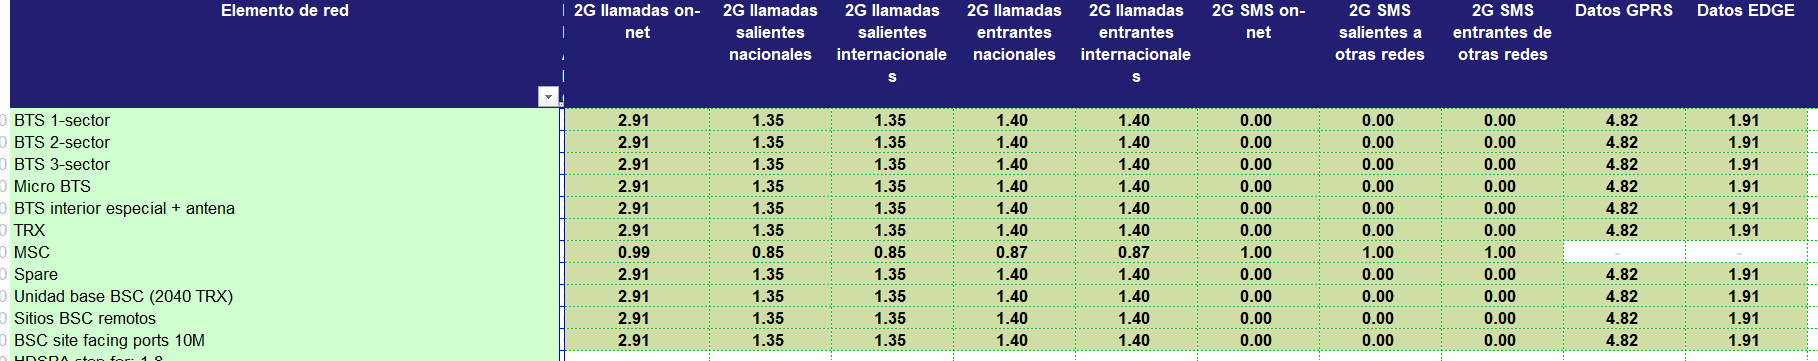 Elemento de red 2G llamadas on-net 2G llamadas salientes nacionales 2G llamadas salientes internacionales 2G llamadas entrantes nacionales 2G llamadas entrantes internacionales 2G SMS on-net 2G SMS salientes a otras redes 2G SMS entrantes de otras redes Datos GPRS Datos EDGE
BTS 1-sector 2.91 1.35 1.35 1.40 1.40 0.00 0.00 0.00 4.82 1.91
BTS 2-sector 2.91 1.35 1.35 1.40 1.40 0.00 0.00 0.00 4.82 1.91
BTS 3-sector 2.91 1.35 1.35 1.40 1.40 0.00 0.00 0.00 4.82 1.91
Micro BTS 2.91 1.35 1.35 1.40 1.40 0.00 0.00 0.00 4.82 1.91
BTS interior especial + antena 2.91 1.35 1.35 1.40 1.40 0.00 0.00 0.00 4.82 1.91
TRX 2.91 1.35 1.35 1.40 1.40 0.00 0.00 0.00 4.82 1.91
MSC 0.99 0.85 0.85 0.87 0.87 1.00 1.00 1.00 - -
Spare 2.91 1.35 1.35 1.40 1.40 0.00 0.00 0.00 4.82 1.91
Unidad base BSC (2040 TRX) 2.91 1.35 1.35 1.40 1.40 0.00 0.00 0.00 4.82 1.91
Sitios BSC remotos 2.91 1.35 1.35 1.40 1.40 0.00 0.00 0.00 4.82 1.91
BSC site facing ports 10M 2.91 1.35 1.35 1.40 1.40 0.00 0.00 0.00 4.82 1.91